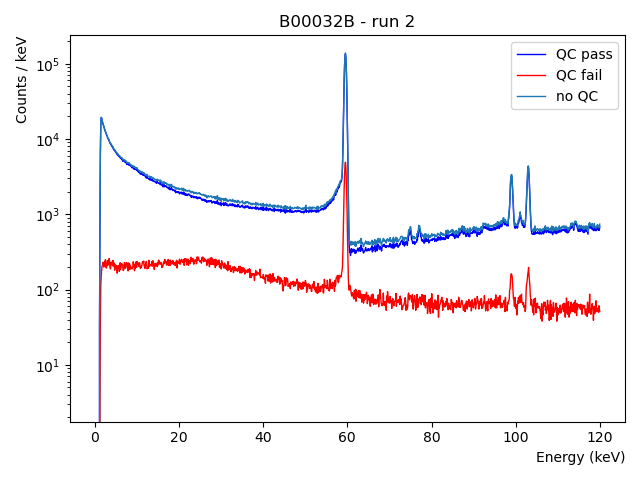 B00032B - run 2
Counts / keV
10⁵
10⁴
10³
10²
10¹
QC pass
QC fail
no QC
0 20 40 60 80 100 120
Energy (keV)